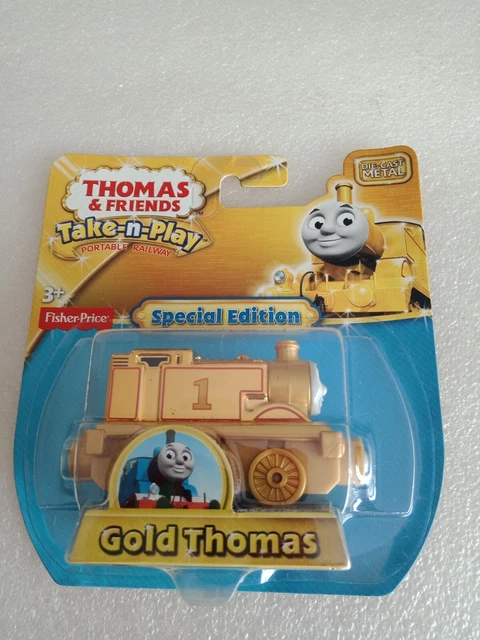 DIE-CAST
METAL
THOMAS
& FRIENDS
Take-n-Play
PORTABLE RAILWAY
3+
Fisher-Price
Special Edition
1
Gold Thomas